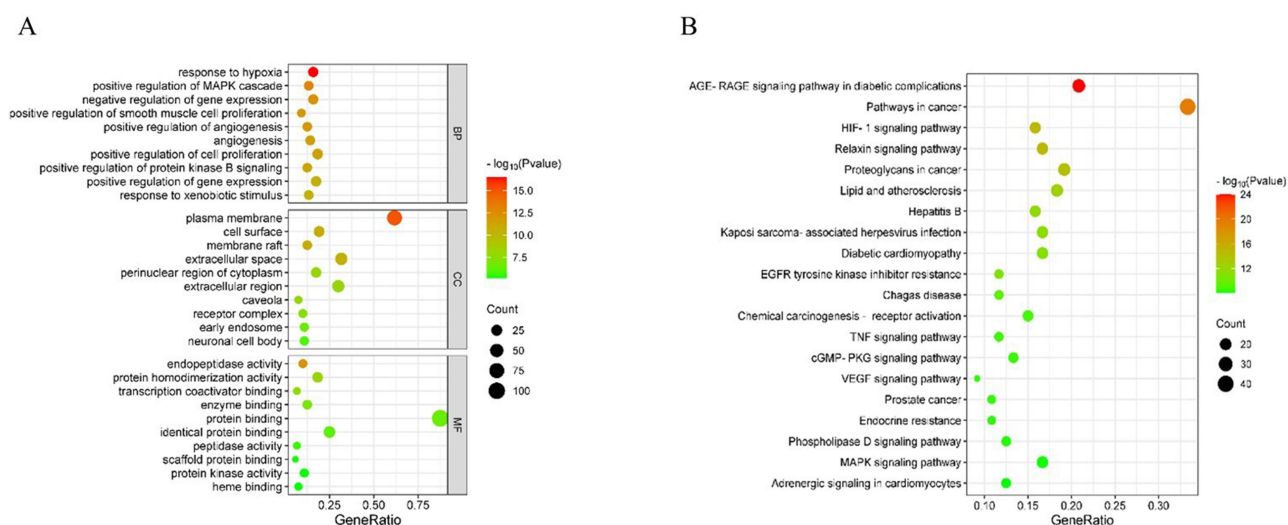 A
response to hypoxia
positive regulation of MAPK cascade
negative regulation of gene expression
positive regulation of smooth muscle cell proliferation
positive regulation of angiogenesis
angiogenesis
positive regulation of cell proliferation
positive regulation of protein kinase B signaling
positive regulation of gene expression
response to xenobiotic stimulus
BP
plasma membrane
cell surface
membrane raft
extracellular space
perinuclear region of cytoplasm
extracellular region
caveola
receptor complex
early endosome
neuronal cell body
CC
endopeptidase activity
protein homodimerization activity
transcription coactivator binding
enzyme binding
protein binding
identical protein binding
peptidase activity
scaffold protein binding
protein kinase activity
heme binding
MF
0.25 0.50 0.75
GeneRatio
- log10(Pvalue)
15.0
12.5
10.0
7.5
Count
25
50
75
100
B
AGE- RAGE signaling pathway in diabetic complications
Pathways in cancer
HIF- 1 signaling pathway
Relaxin signaling pathway
Proteoglycans in cancer
Lipid and atherosclerosis
Hepatitis B
Kaposi sarcoma- associated herpesvirus infection
Diabetic cardiomyopathy
EGFR tyrosine kinase inhibitor resistance
Chagas disease
Chemical carcinogenesis - receptor activation
TNF signaling pathway
cGMP- PKG signaling pathway
VEGF signaling pathway
Prostate cancer
Endocrine resistance
Phospholipase D signaling pathway
MAPK signaling pathway
Adrenergic signaling in cardiomyocytes
0.10 0.15 0.20 0.25 0.30
GeneRatio
- log10(Pvalue)
24
20
16
12
Count
20
30
40